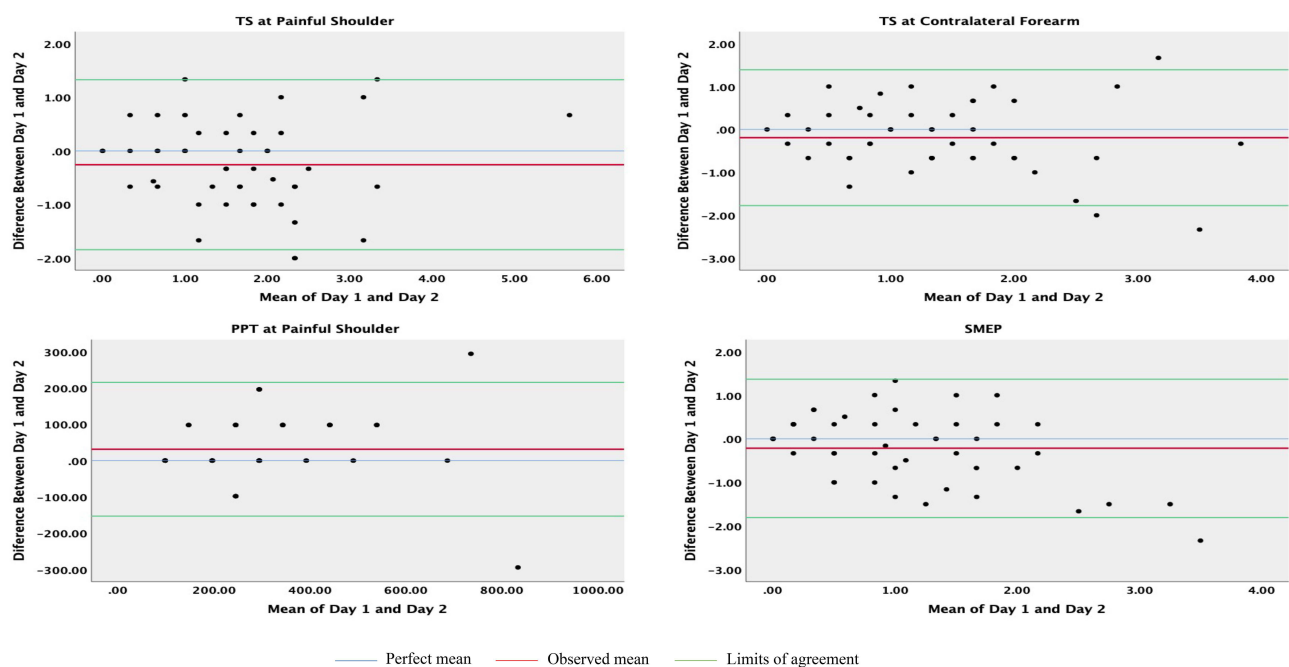 TS at Painful Shoulder
Diference Between Day 1 and Day 2
2.00
1.00
.00
−1.00
−2.00
.00 1.00 2.00 3.00 4.00 5.00 6.00
Mean of Day 1 and Day 2
TS at Contralateral Forearm
Diference Between Day 1 and Day 2
2.00
1.00
.00
−1.00
−2.00
−3.00
.00 1.00 2.00 3.00 4.00
Mean of Day 1 and Day 2
PPT at Painful Shoulder
Diference Between Day 1 and Day 2
300.00
200.00
100.00
.00
−100.00
−200.00
−300.00
.00 200.00 400.00 600.00 800.00 1000.00
Mean of Day 1 and Day 2
SMEP
Diference Between Day 1 and Day 2
2.00
1.00
.00
−1.00
−2.00
−3.00
.00 1.00 2.00 3.00 4.00
Mean of Day 1 and Day 2
Perfect mean Observed mean Limits of agreement